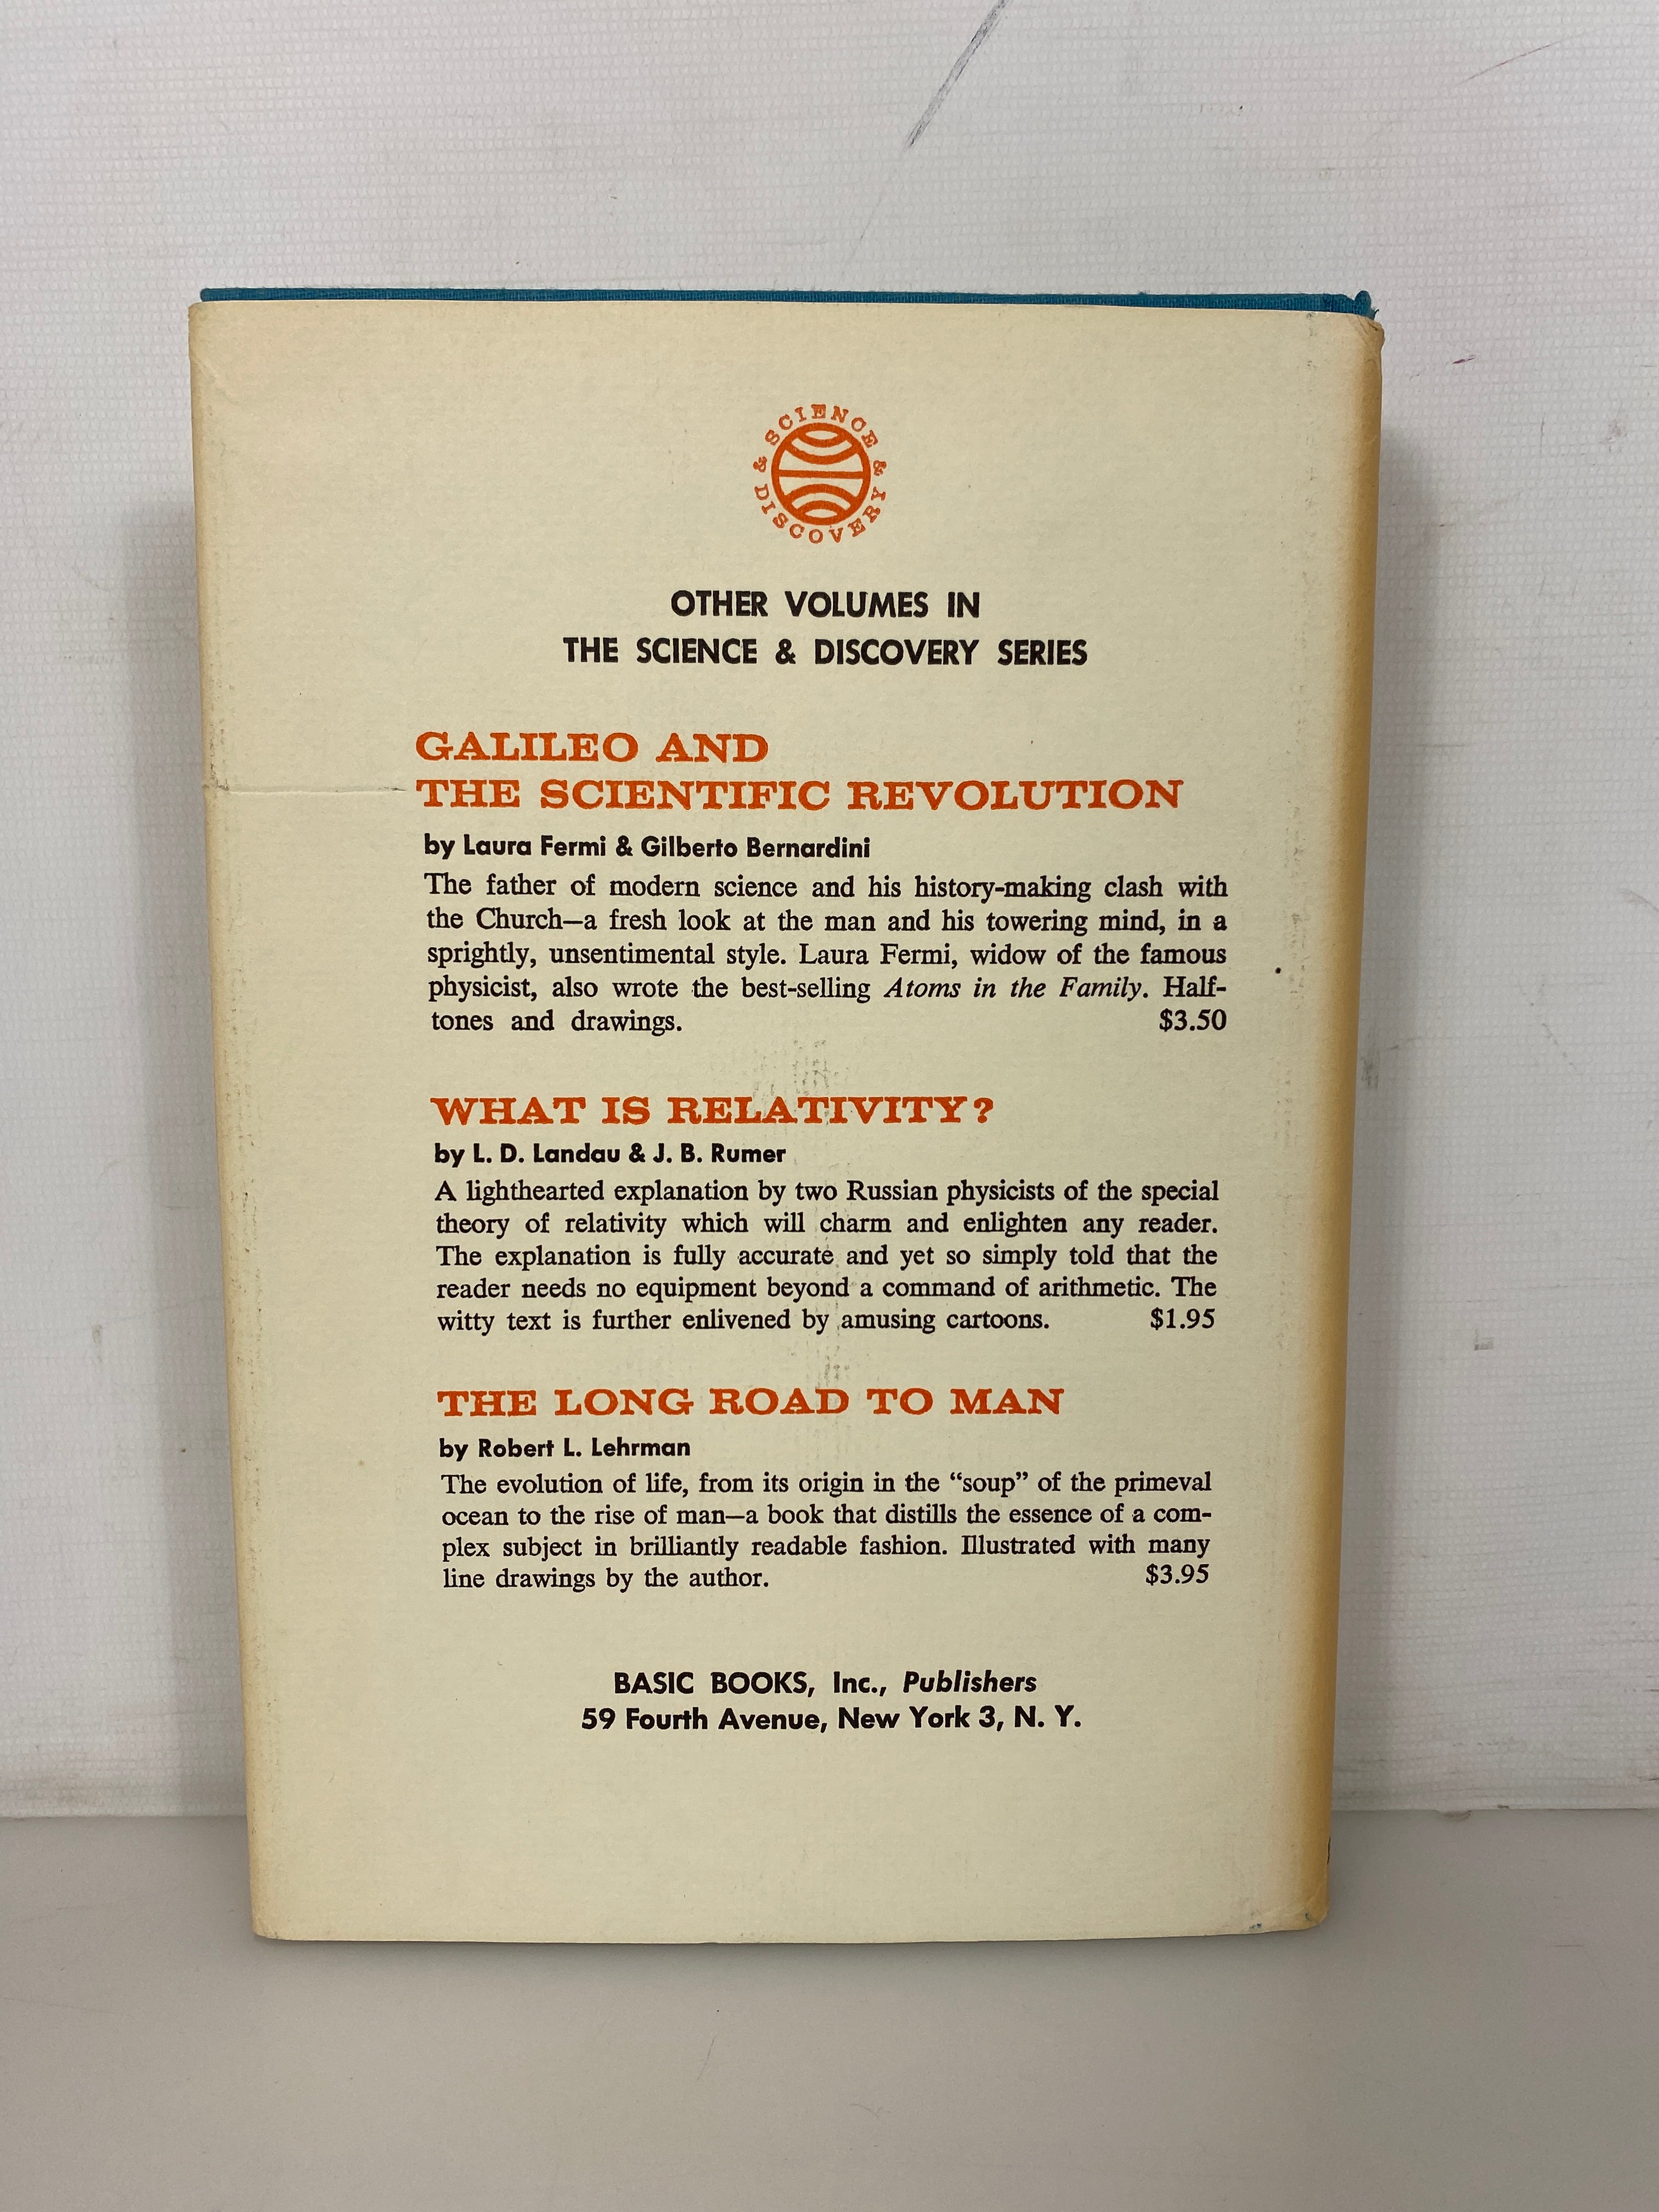 & SCIENCE &
DISCOVERY
OTHER VOLUMES IN
THE SCIENCE & DISCOVERY SERIES
GALILEO AND
THE SCIENTIFIC REVOLUTION
by Laura Fermi & Gilberto Bernardini
The father of modern science and his history-making clash with
the Church—a fresh look at the man and his towering mind, in a
sprightly, unsentimental style. Laura Fermi, widow of the famous
physicist, also wrote the best-selling Atoms in the Family. Half-
tones and drawings. $3.50
WHAT IS RELATIVITY?
by L. D. Landau & J. B. Rumer
A lighthearted explanation by two Russian physicists of the special
theory of relativity which will charm and enlighten any reader.
The explanation is fully accurate and yet so simply told that the
reader needs no equipment beyond a command of arithmetic. The
witty text is further enlivened by amusing cartoons. $1.95
THE LONG ROAD TO MAN
by Robert L. Lehrman
The evolution of life, from its origin in the “soup” of the primeval
ocean to the rise of man—a book that distills the essence of a com-
plex subject in brilliantly readable fashion. Illustrated with many
line drawings by the author. $3.95
BASIC BOOKS, Inc., Publishers
59 Fourth Avenue, New York 3, N. Y.